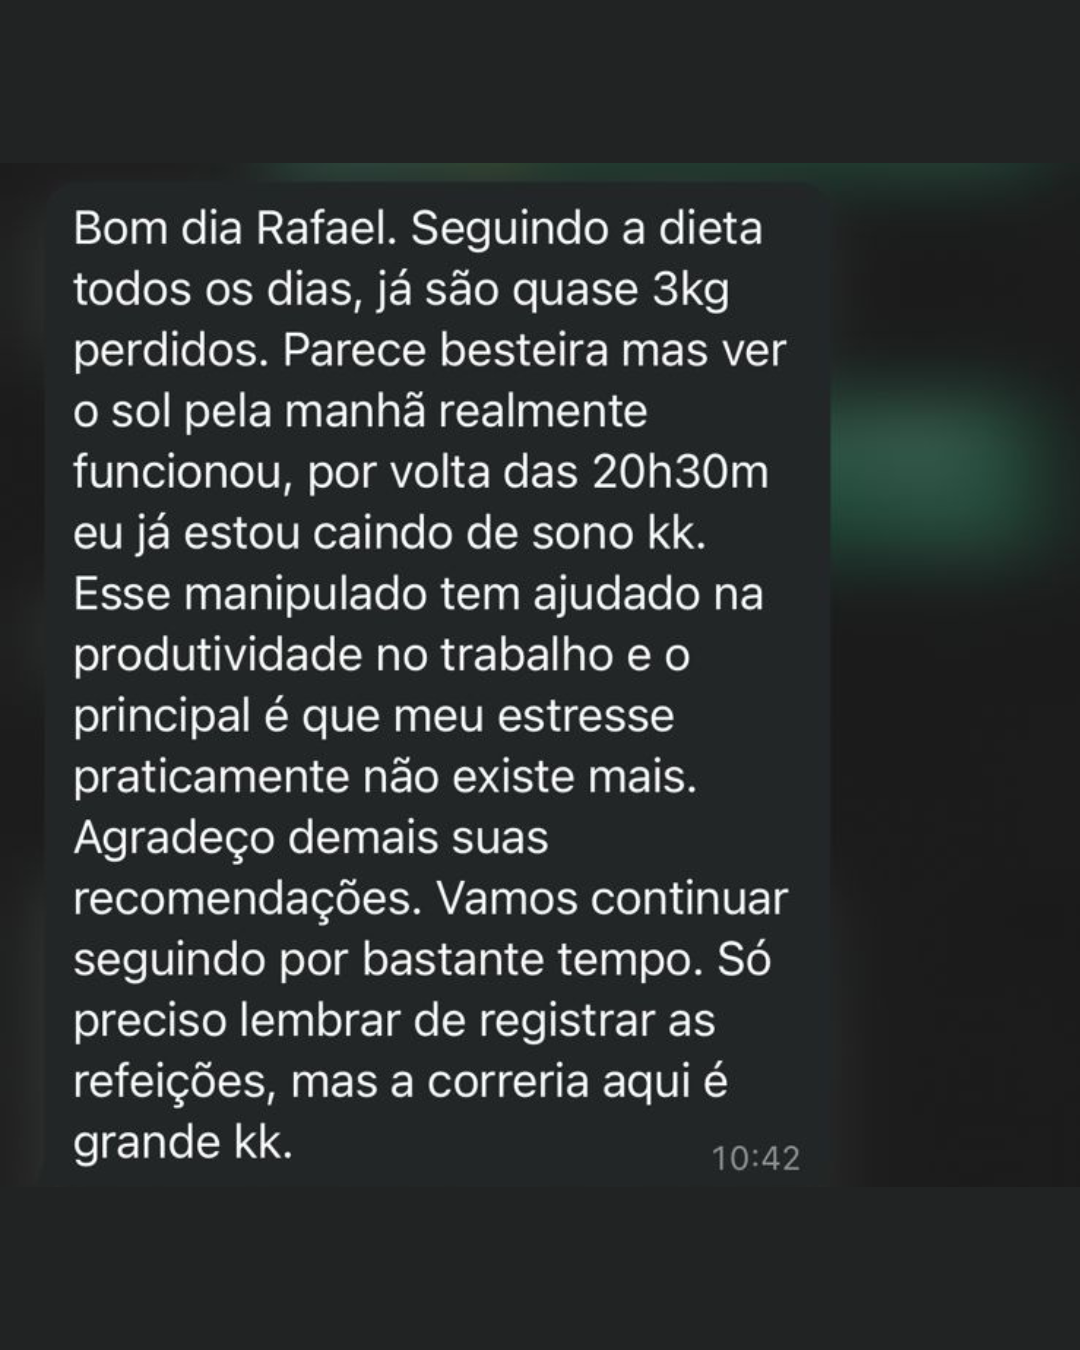 Bom dia Rafael. Seguindo a dieta
todos os dias, já são quase 3kg
perdidos. Parece besteira mas ver
o sol pela manhã realmente
funcionou, por volta das 20h30m
eu já estou caindo de sono kk.
Esse manipulado tem ajudado na
produtividade no trabalho e o
principal é que meu estresse
praticamente não existe mais.
Agradeço demais suas
recomendações. Vamos continuar
seguindo por bastante tempo. Só
preciso lembrar de registrar as
refeições, mas a correria aqui é
grande kk.
10:42